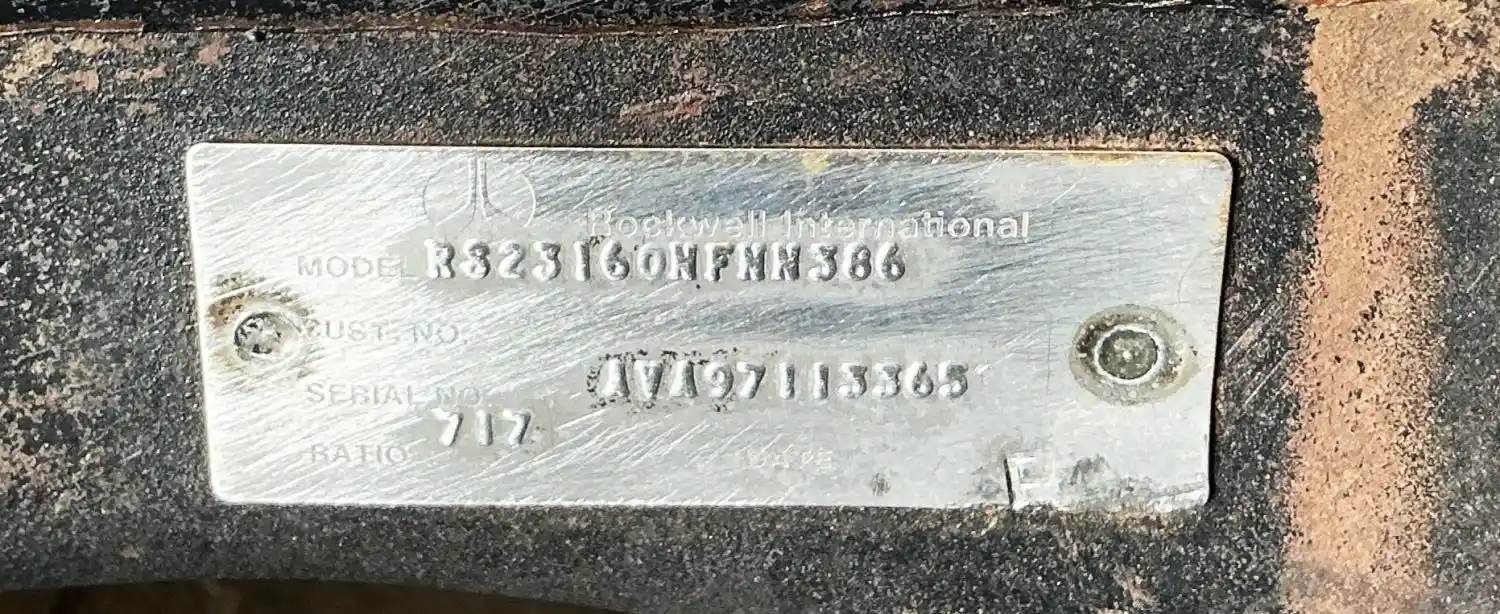 Rockwell International
MODEL RS23160NFNN386
CUST. NO.
SERIAL NO. AVA97113365
717
RATIO